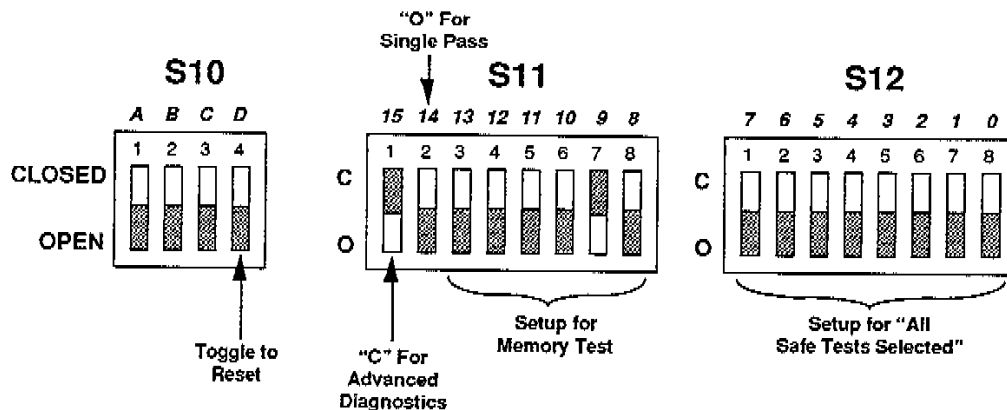 "O" For
Single Pass
S10
S11
S12
A B C D
15 14 13 12 11 10 9 8
7 6 5 4 3 2 1 0
1 2 3 4
1 2 3 4 5 6 7 8
1 2 3 4 5 6 7 8
CLOSED
OPEN
C
O
C
O
Toggle to
Reset
"C" For
Advanced
Diagnostics
Setup for
Memory Test
Setup for "All
Safe Tests Selected"